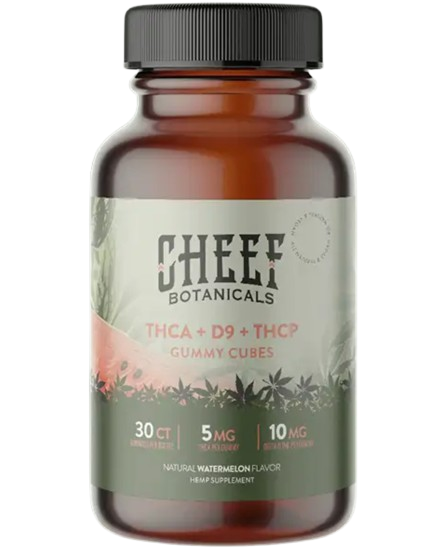 CHEEF
BOTANICALS
THCA + D9 + THCP
GUMMY CUBES
30 CT 5 MG 10 MG
NATURAL WATERMELON FLAVOR
HEMP SUPPLEMENT